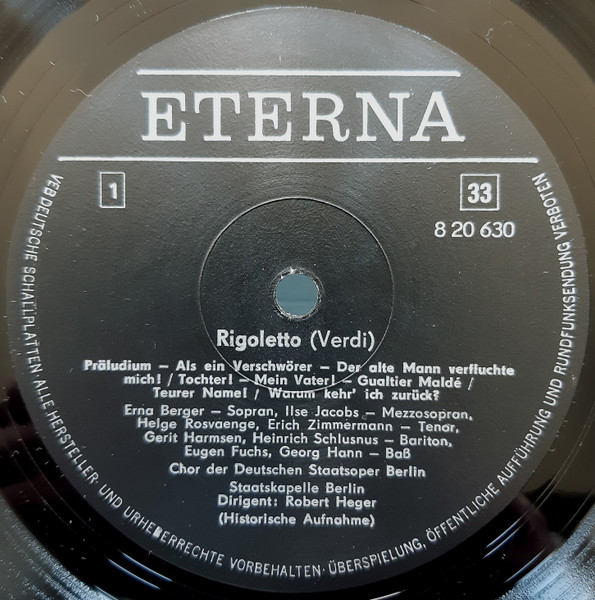 ETERNA
1
33
8 20 630
Rigoletto (Verdi)
Präludium – Als ein Verschwörer – Der alte Mann verfluchte
mich! / Tochter! – Mein Vater! – Gualtier Maldé /
Teurer Name! / Warum kehr' ich zurück?
Erna Berger – Sopran, Ilse Jacobs – Mezzosopran,
Helge Rosvaenge, Erich Zimmermann – Tenor,
Gerit Harmsen, Heinrich Schlusnus – Bariton,
Eugen Fuchs, Georg Hann – Baß
Chor der Deutschen Staatsoper Berlin
Staatskapelle Berlin
Dirigent: Robert Heger
(Historische Aufnahme)
VEB DEUTSCHE SCHALLPLATTEN · ALLE HERSTELLER- UND URHEBERRECHTE VORBEHALTEN · ÜBERSPIELUNG, ÖFFENTLICHE AUFFÜHRUNG UND RUNDFUNKSENDUNG VERBOTEN